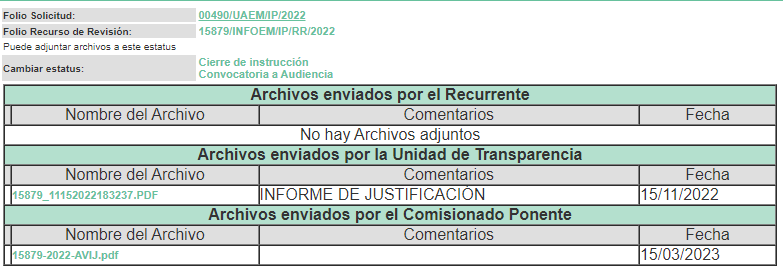 Folio Solicitud: 00490/UAEM/IP/2022
Folio Recurso de Revisión: 15879/INFOEM/IP/RR/2022
Puede adjuntar archivos a este estatus
Cambiar estatus: Cierre de instrucción
Convocatoria a Audiencia
Archivos enviados por el Recurrente
Nombre del Archivo Comentarios Fecha
No hay Archivos adjuntos
Archivos enviados por la Unidad de Transparencia
Nombre del Archivo Comentarios Fecha
15879_11152022183237.PDF INFORME DE JUSTIFICACIÓN 15/11/2022
Archivos enviados por el Comisionado Ponente
Nombre del Archivo Comentarios Fecha
15879-2022-AVIJ.pdf 15/03/2023